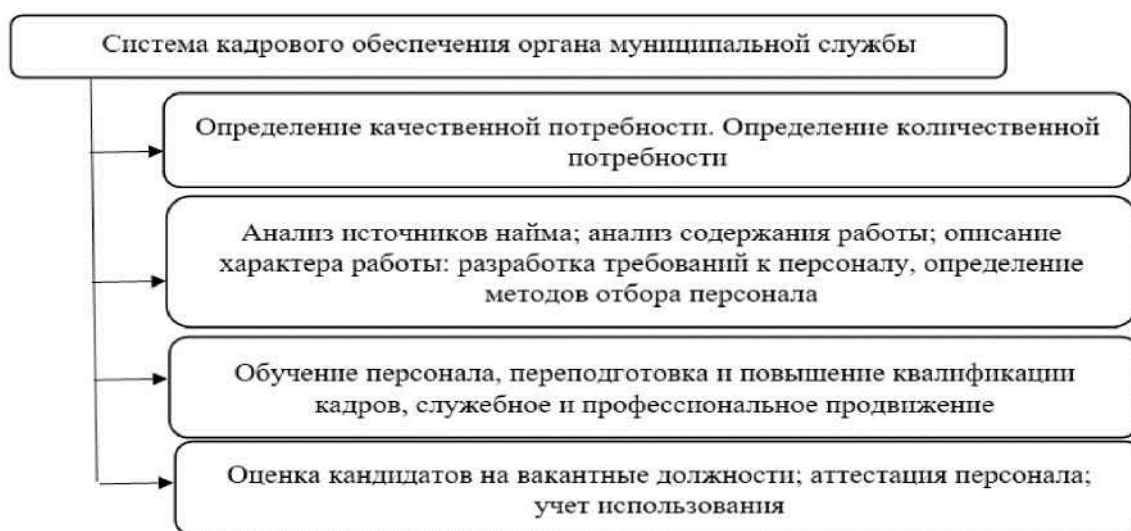 Система кадрового обеспечения органа муниципальной службы
Определение качественной потребности. Определение количественной
потребности
Анализ источников найма; анализ содержания работы; описание
характера работы: разработка требований к персоналу, определение
методов отбора персонала
Обучение персонала, переподготовка и повышение квалификации
кадров, служебное и профессиональное продвижение
Оценка кандидатов на вакантные должности; аттестация персонала;
учет использования